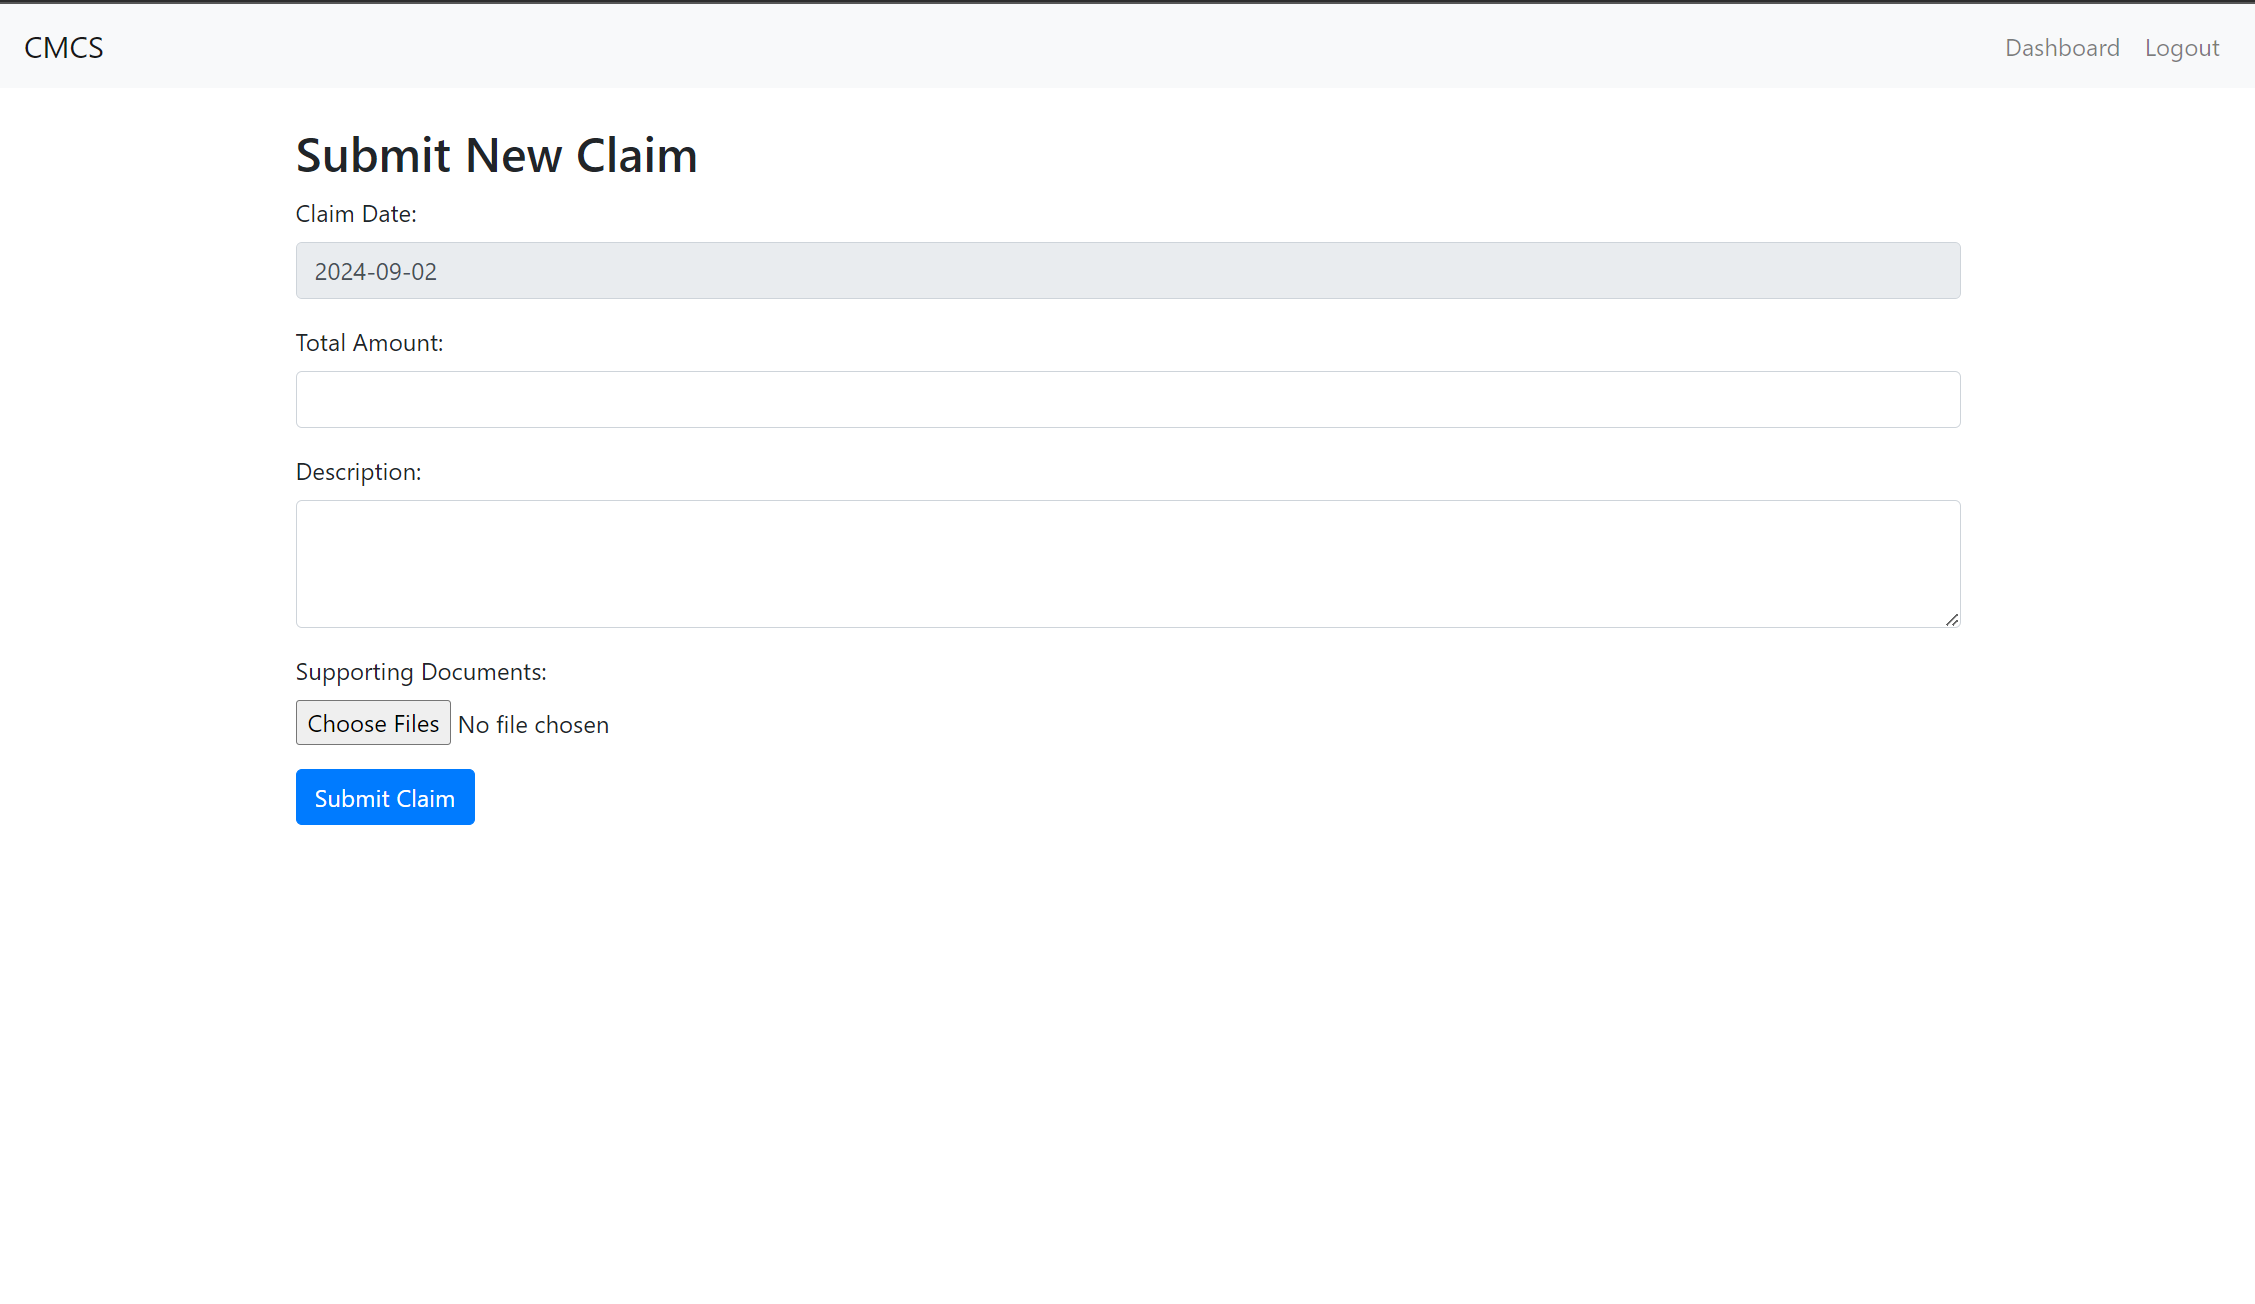 CMCS
Dashboard Logout
Submit New Claim
Claim Date:
2024-09-02
Total Amount:
Description:
Supporting Documents:
Choose Files No file chosen
Submit Claim